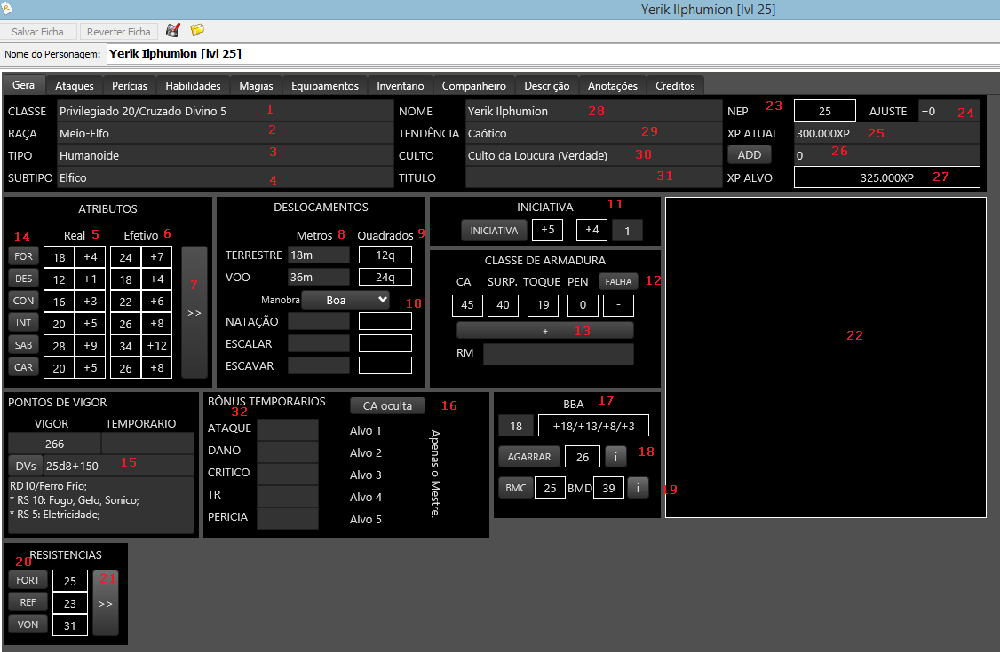 Yerik Ilphumion [lvl 25]
Salvar Ficha Reverter Ficha
Nome do Personagem: Yerik Ilphumion [lvl 25]
Geral Ataques Perícias Habilidades Magias Equipamentos Inventario Companheiro Descrição Anotações Creditos
CLASSE Privilegiado 20/Cruzado Divino 5 1 NOME Yerik Ilphumion 28 NEP 23 25 AJUSTE +0 24
RAÇA Meio-Elfo 2 TENDÊNCIA Caótico 29 XP ATUAL 300.000XP 25
TIPO Humanoide 3 CULTO Culto da Loucura (Verdade) 30 ADD 0 26
SUBTIPO Elfico 4 TITULO 31 XP ALVO 325.000XP 27
ATRIBUTOS
14 Real 5 Efetivo 6
FOR 18 +4 24 +7
DES 12 +1 18 +4
CON 16 +3 22 +6
INT 20 +5 26 +8
SAB 28 +9 34 +12
CAR 20 +5 26 +8
7
>>
DESLOCAMENTOS
Metros 8 Quadrados 9
TERRESTRE 18m 12q
VOO 36m 24q
Manobra Boa 10
NATAÇÃO
ESCALAR
ESCAVAR
INICIATIVA 11
INICIATIVA +5 +4 1
CLASSE DE ARMADURA
CA SURP. TOQUE PEN FALHA 12
45 40 19 0 -
+ 13
RM
22
PONTOS DE VIGOR
VIGOR TEMPORARIO
266
DVs 25d8+150 15
RD10/Ferro Frio;
* RS 10: Fogo, Gelo, Sonico;
* RS 5: Eletricidade;
BÔNUS TEMPORARIOS
32
ATAQUE
DANO
CRITICO
TR
PERICIA
CA oculta 16
Alvo 1
Alvo 2
Alvo 3
Alvo 4
Alvo 5
Apenas o Mestre.
BBA 17
18 +18/+13/+8/+3
AGARRAR 26 i 18
BMC 25 BMD 39 i 19
RESISTENCIAS
20
FORT 25
REF 23
VON 31
21
>>